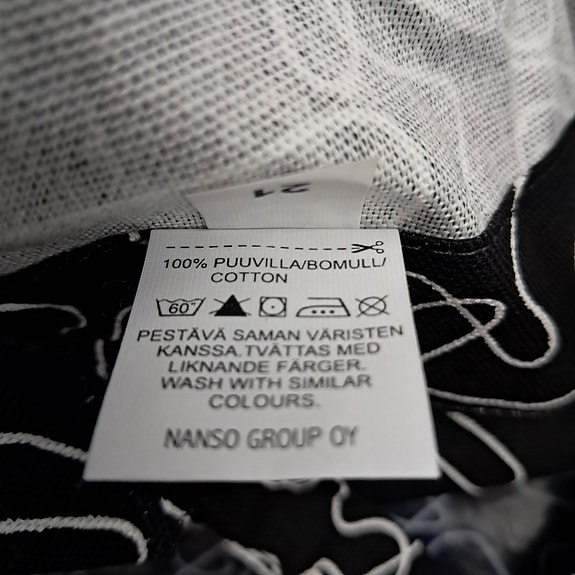 21
100% PUUVILLA/BOMULL/
COTTON
60°
PESTÄVÄ SAMAN VÄRISTEN
KANSSA.TVÄTTAS MED
LIKNANDE FÄRGER.
WASH WITH SIMILAR
COLOURS.
NANSO GROUP OY